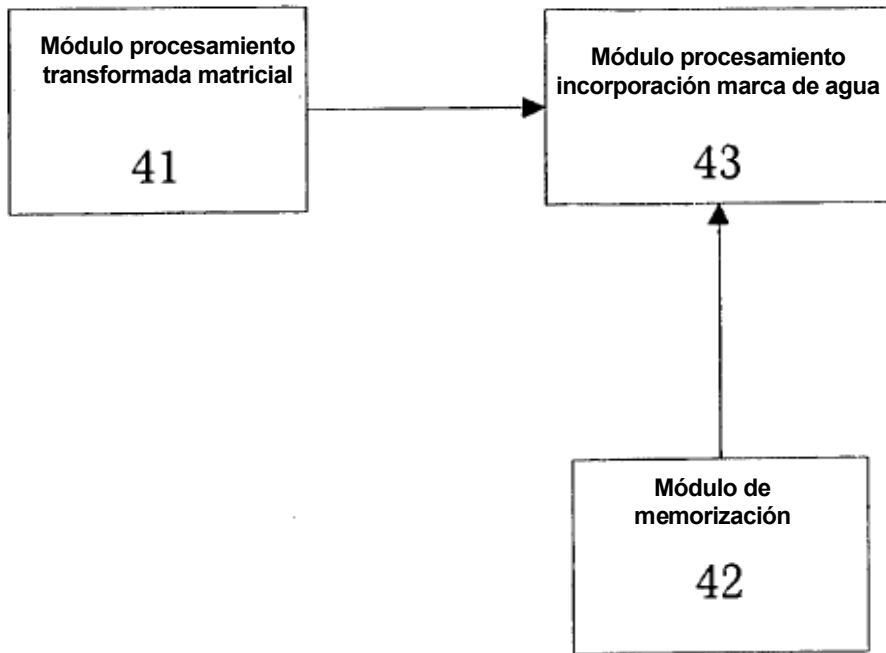 Módulo procesamiento
transformada matricial
41
Módulo procesamiento
incorporación marca de agua
43
Módulo de
memorización
42